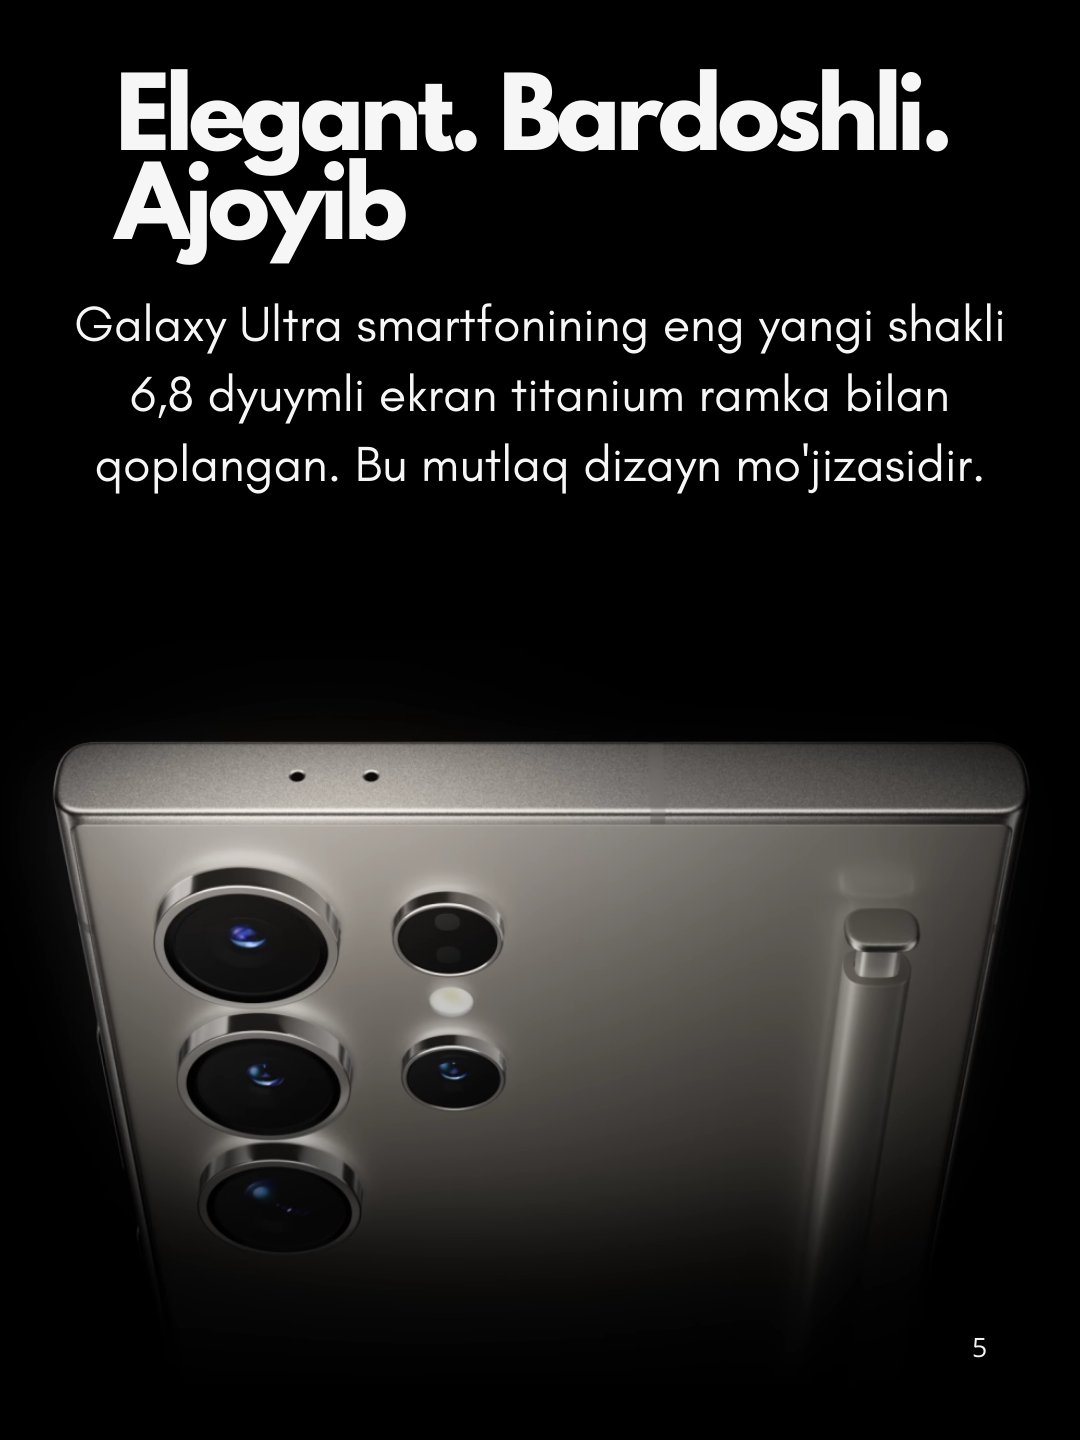 Elegant. Bardoshli.
Ajoyib
Galaxy Ultra smartfonining eng yangi shakli
6,8 dyuymli ekran titanium ramka bilan
qoplangan. Bu mutlaq dizayn mo'jizasidir.
5